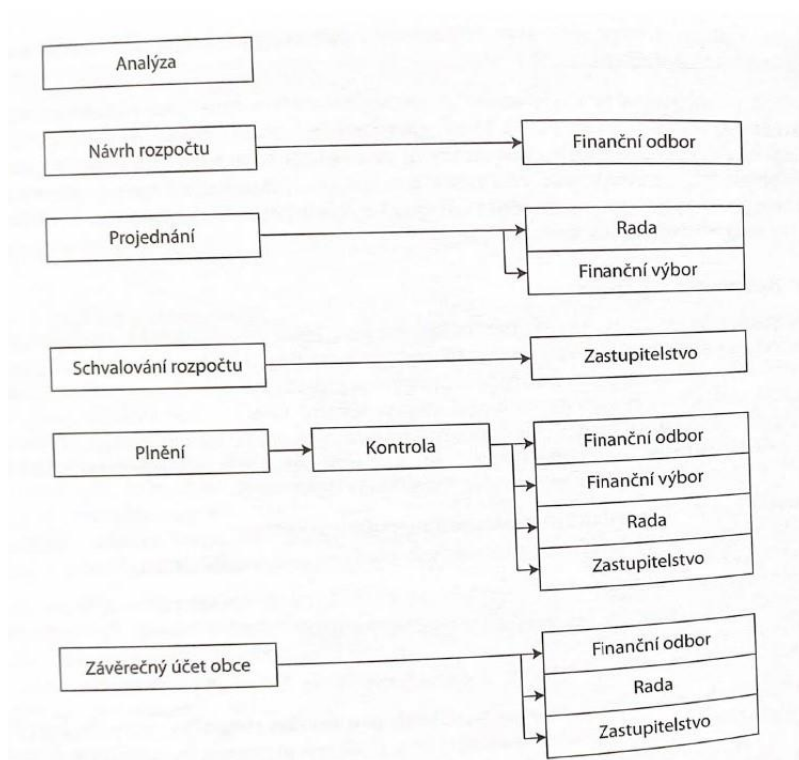 Analýza
Návrh rozpočtu
Finanční odbor
Projednání
Rada
Finanční výbor
Schvalování rozpočtu
Zastupitelstvo
Plnění
Kontrola
Finanční odbor
Finanční výbor
Rada
Zastupitelstvo
Závěrečný účet obce
Finanční odbor
Rada
Zastupitelstvo